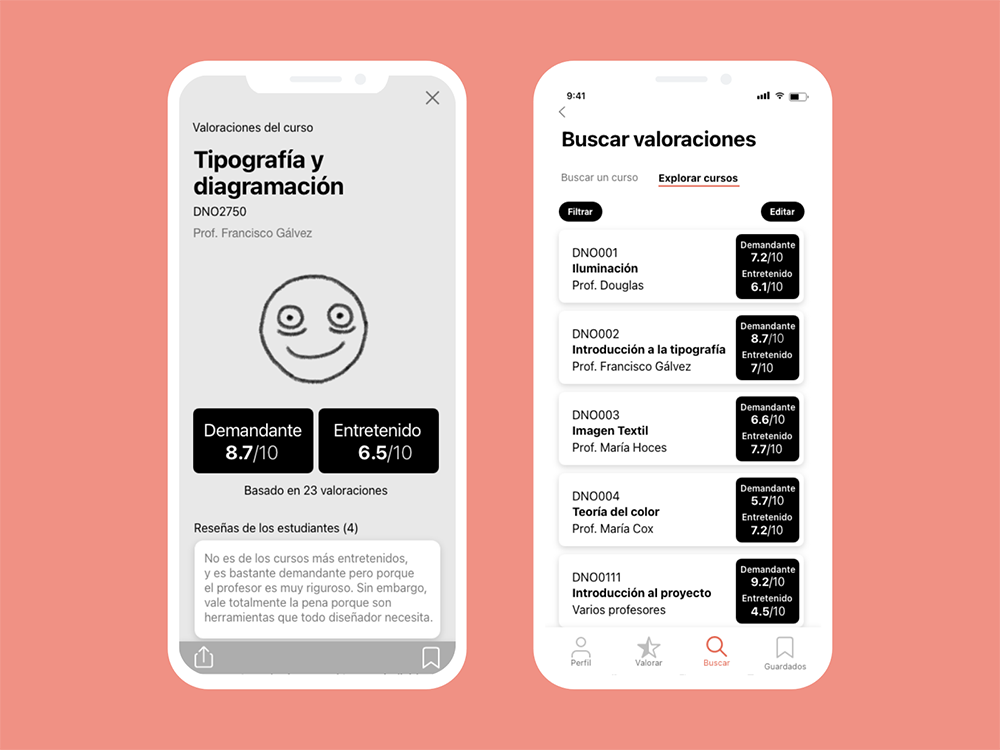 Valoraciones del curso
Tipografía y
diagramación
DNO2750
Prof. Francisco Gálvez
Demandante
8.7/10
Entretenido
6.5/10
Basado en 23 valoraciones
Reseñas de los estudiantes (4)
No es de los cursos más entretenidos,
y es bastante demandante pero porque
el profesor es muy riguroso. Sin embargo,
vale totalmente la pena porque son
herramientas que todo diseñador necesita.
9:41
Buscar valoraciones
Buscar un curso
Explorar cursos
Filtrar
Editar
DNO001
Iluminación
Prof. Douglas
Demandante
7.2/10
Entretenido
6.1/10
DNO002
Introducción a la tipografía
Prof. Francisco Gálvez
Demandante
8.7/10
Entretenido
7/10
DNO003
Imagen Textil
Prof. María Hoces
Demandante
6.6/10
Entretenido
7.7/10
DNO004
Teoría del color
Prof. María Cox
Demandante
5.7/10
Entretenido
7.2/10
DNO0111
Introducción al proyecto
Varios profesores
Demandante
9.2/10
Entretenido
4.5/10
Perfil
Valorar
Buscar
Guardados